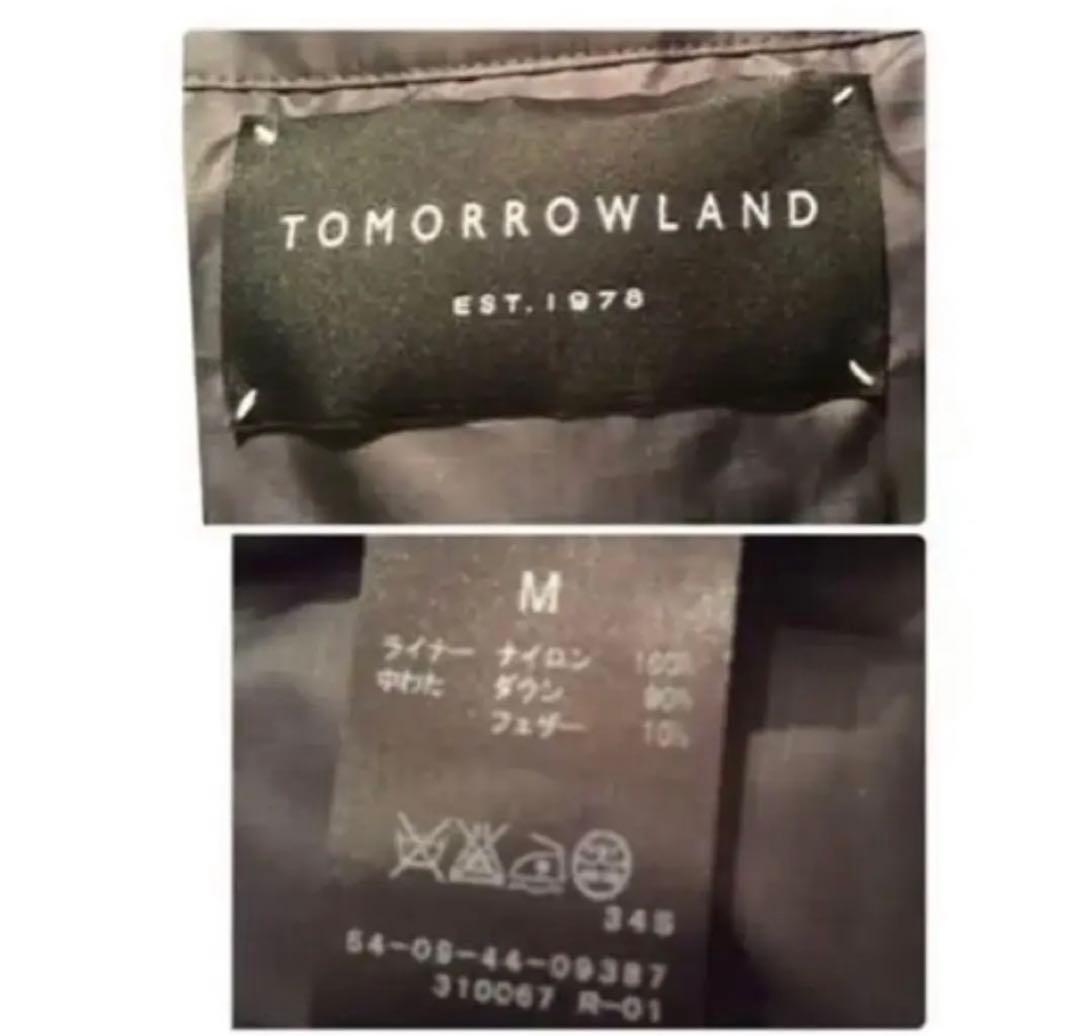 TOMORROWLAND
EST. 1978
M
ライナー ナイロン 100%
中わた ダウン 90%
フェザー 10%
345
54-09-44-09387
310067 R-01